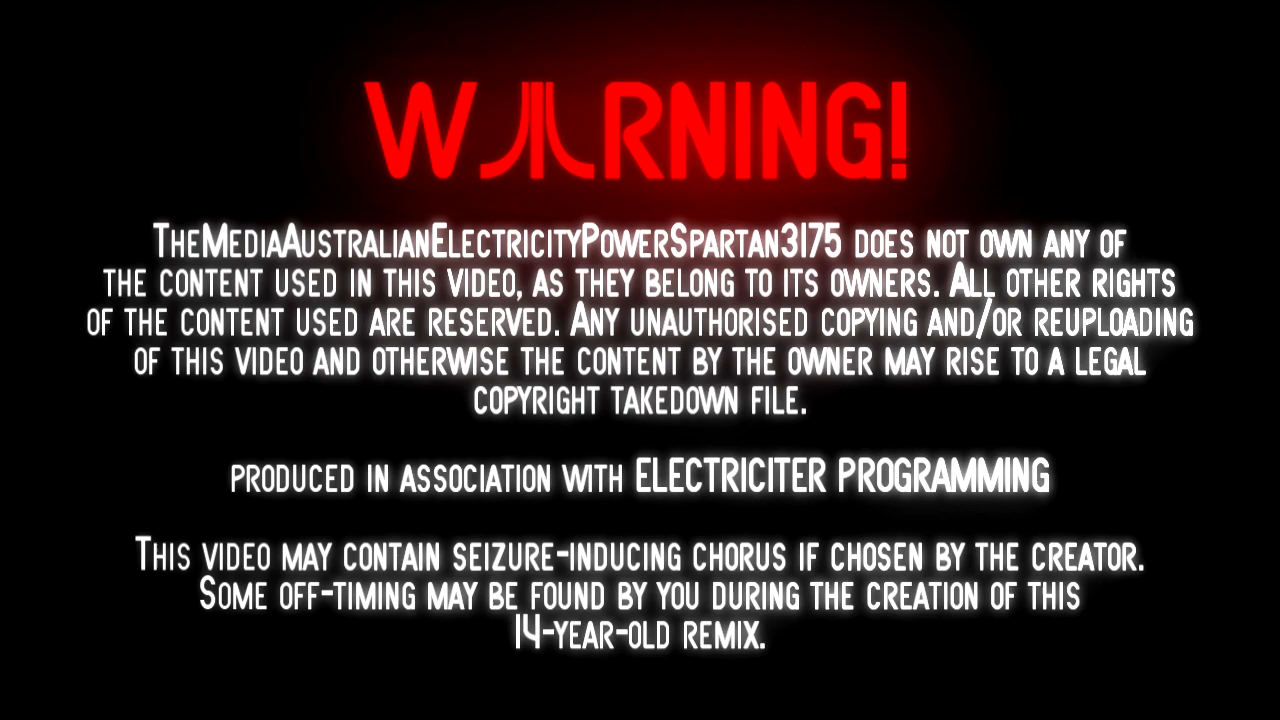 WARNING!
TheMediaAustralianElectricityPowerSpartan3175 does not own any of
the content used in this video, as they belong to its owners. All other rights
of the content used are reserved. Any unauthorised copying and/or reuploading
of this video and otherwise the content by the owner may rise to a legal
copyright takedown file.
produced in association with ELECTRICITER PROGRAMMING
This video may contain seizure-inducing chorus if chosen by the creator.
Some off-timing may be found by you during the creation of this
14-year-old remix.